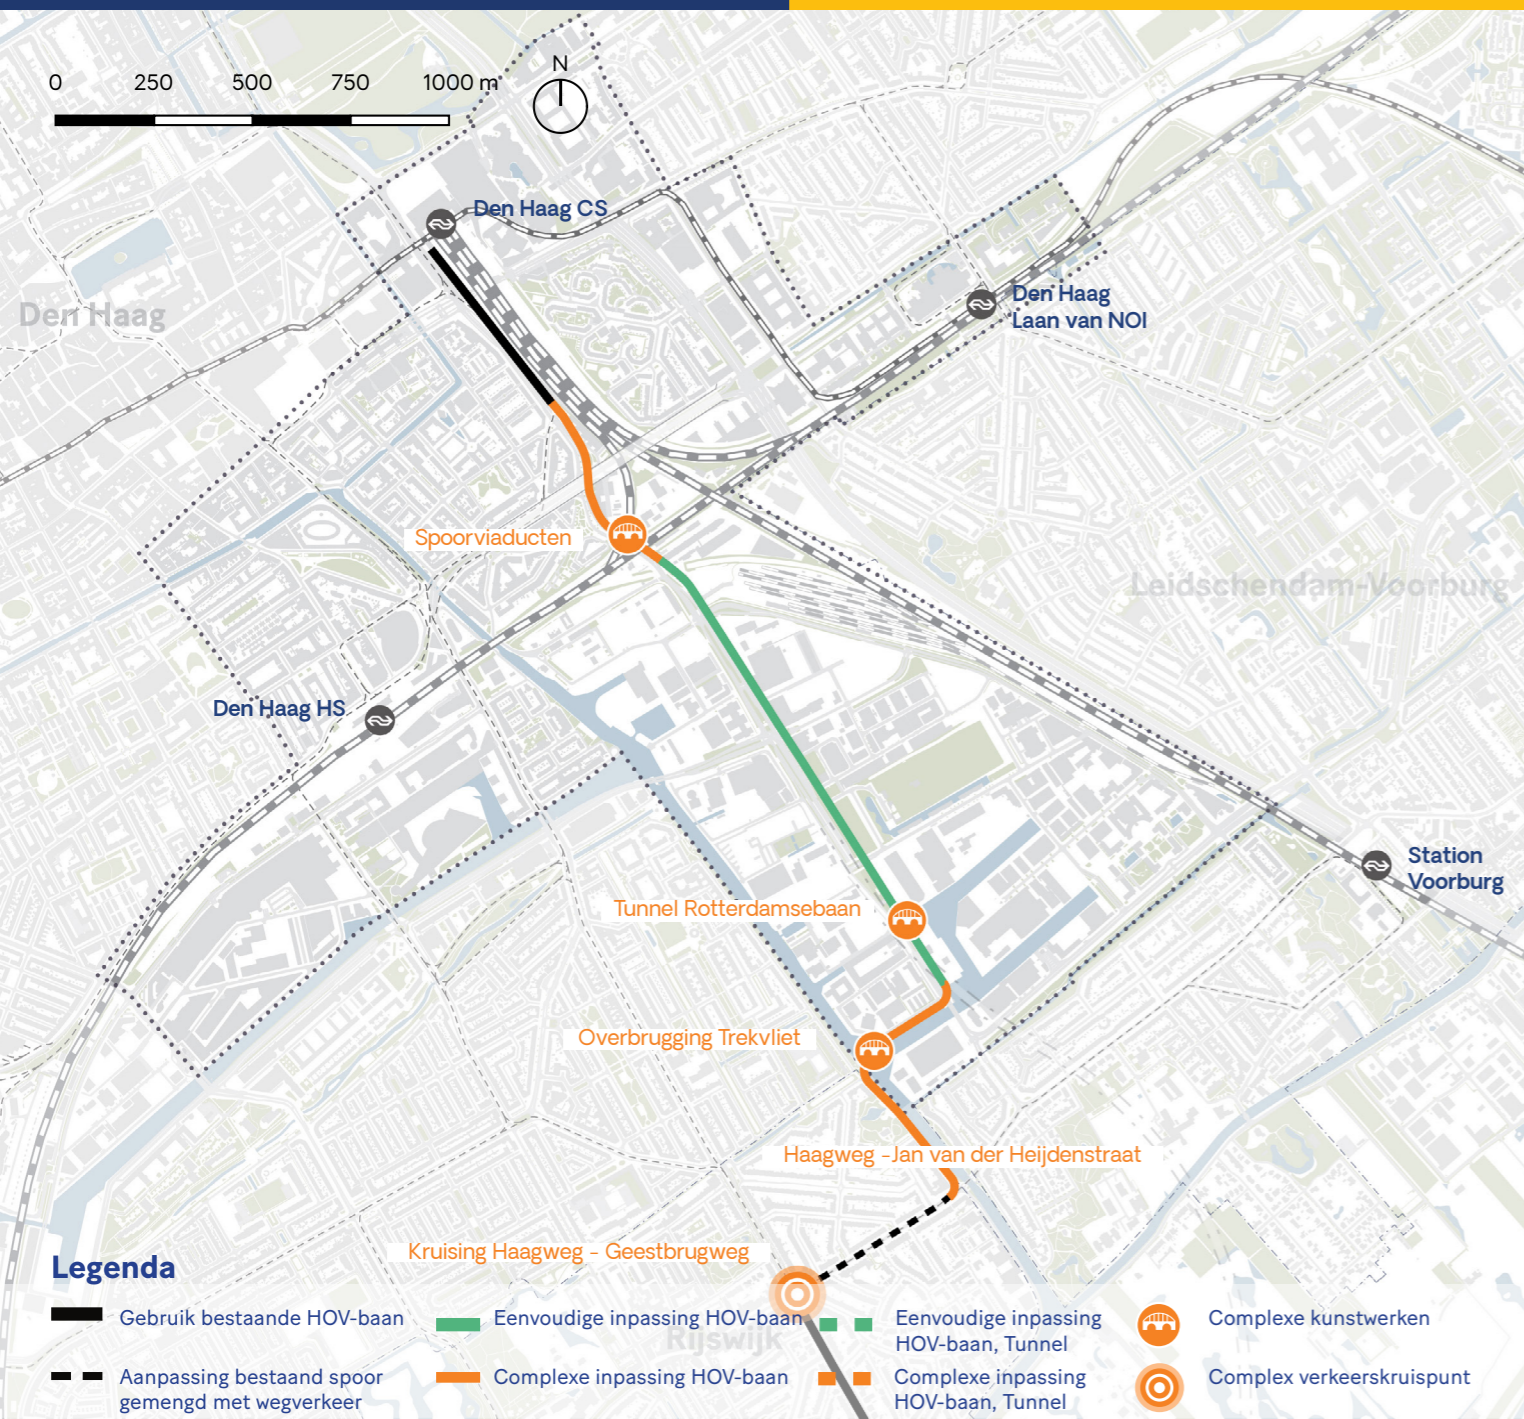 0 250 500 750 1000 m
N
Den Haag CS
Den Haag
Den Haag
Laan van NOI
Spoorviaducten
Leidschendam-Voorburg
Den Haag HS
Station
Voorburg
Tunnel Rotterdamsebaan
Overbrugging Trekvliet
Haagweg -Jan van der Heijdenstraat
Kruising Haagweg - Geestbrugweg
Legenda
Gebruik bestaande HOV-baan
Eenvoudige inpassing HOV-baan
Eenvoudige inpassing
HOV-baan, Tunnel
Complexe kunstwerken
Rijswijk
Aanpassing bestaand spoor
gemengd met wegverkeer
Complexe inpassing HOV-baan
Complexe inpassing
HOV-baan, Tunnel
Complex verkeerskruispunt